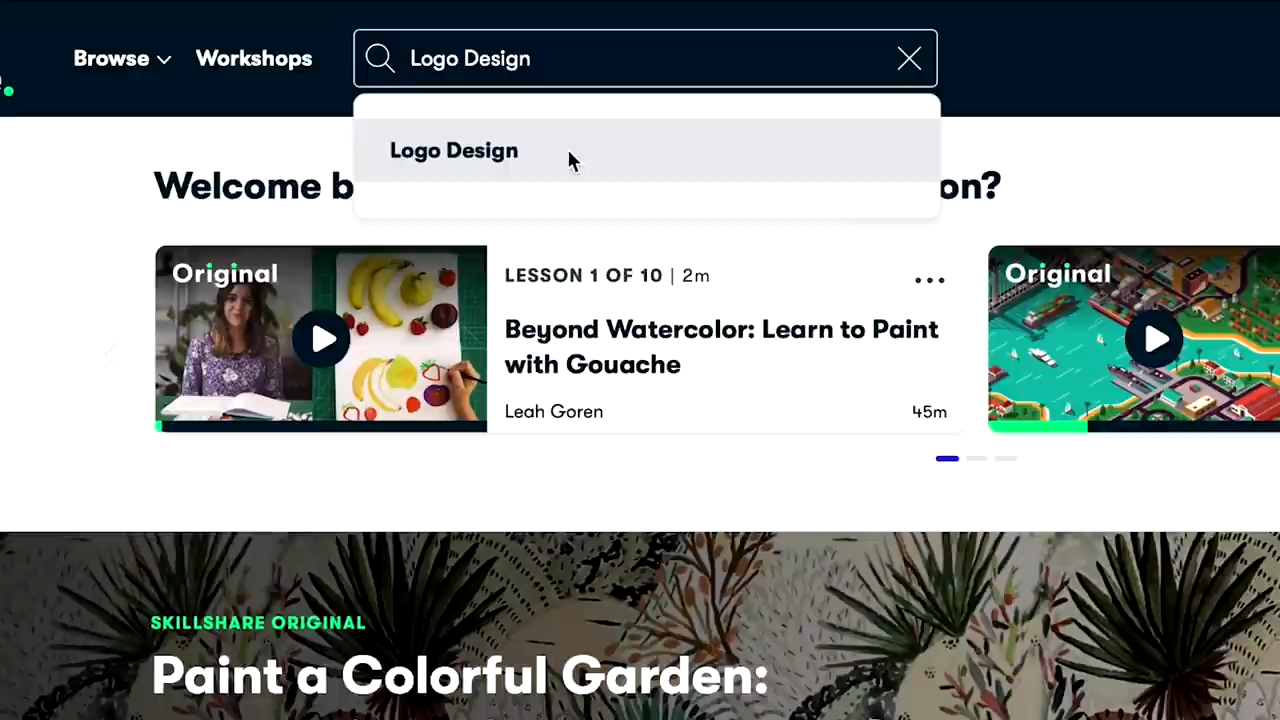 Browse
Workshops
Logo Design
Logo Design
Welcome b
on?
Original
LESSON 1 OF 10 | 2m
Beyond Watercolor: Learn to Paint
with Gouache
Leah Goren
45m
Original
SKILLSHARE ORIGINAL
Paint a Colorful Garden: